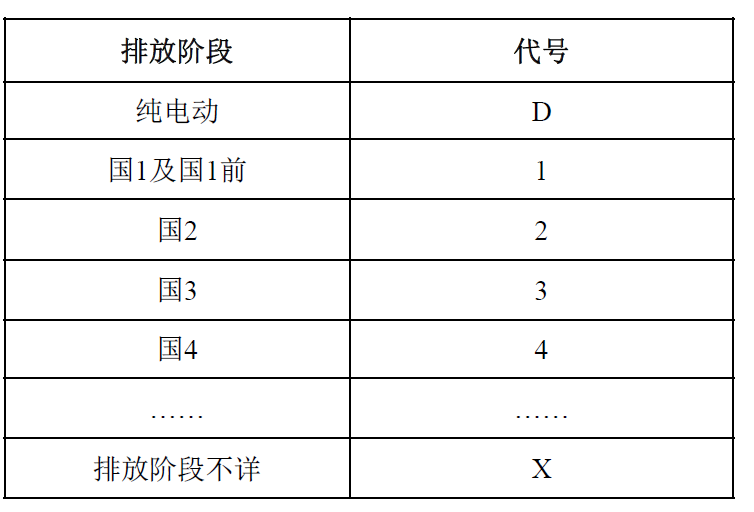 排放阶段 代号
纯电动 D
国1及国1前 1
国2 2
国3 3
国4 4
…… ……
排放阶段不详 X